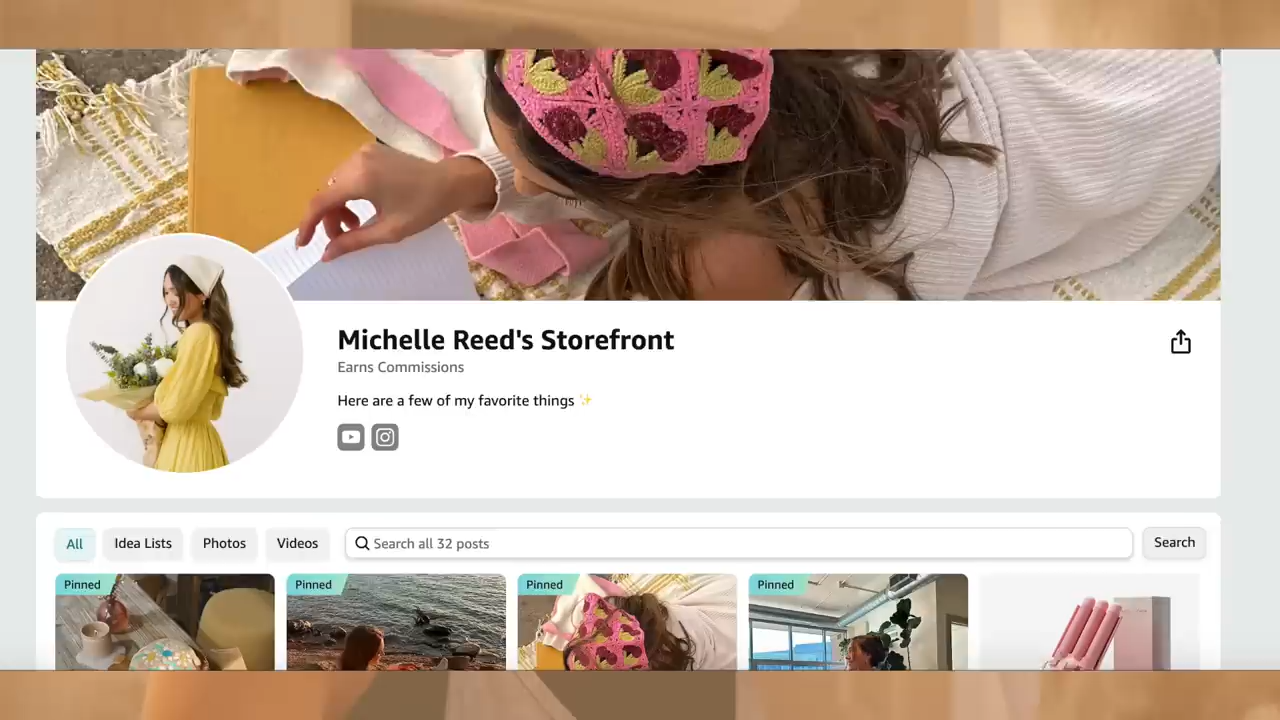 Michelle Reed's Storefront
Earns Commissions
Here are a few of my favorite things ✨
All
Idea Lists
Photos
Videos
Search all 32 posts
Search
Pinned
Pinned
Pinned
Pinned